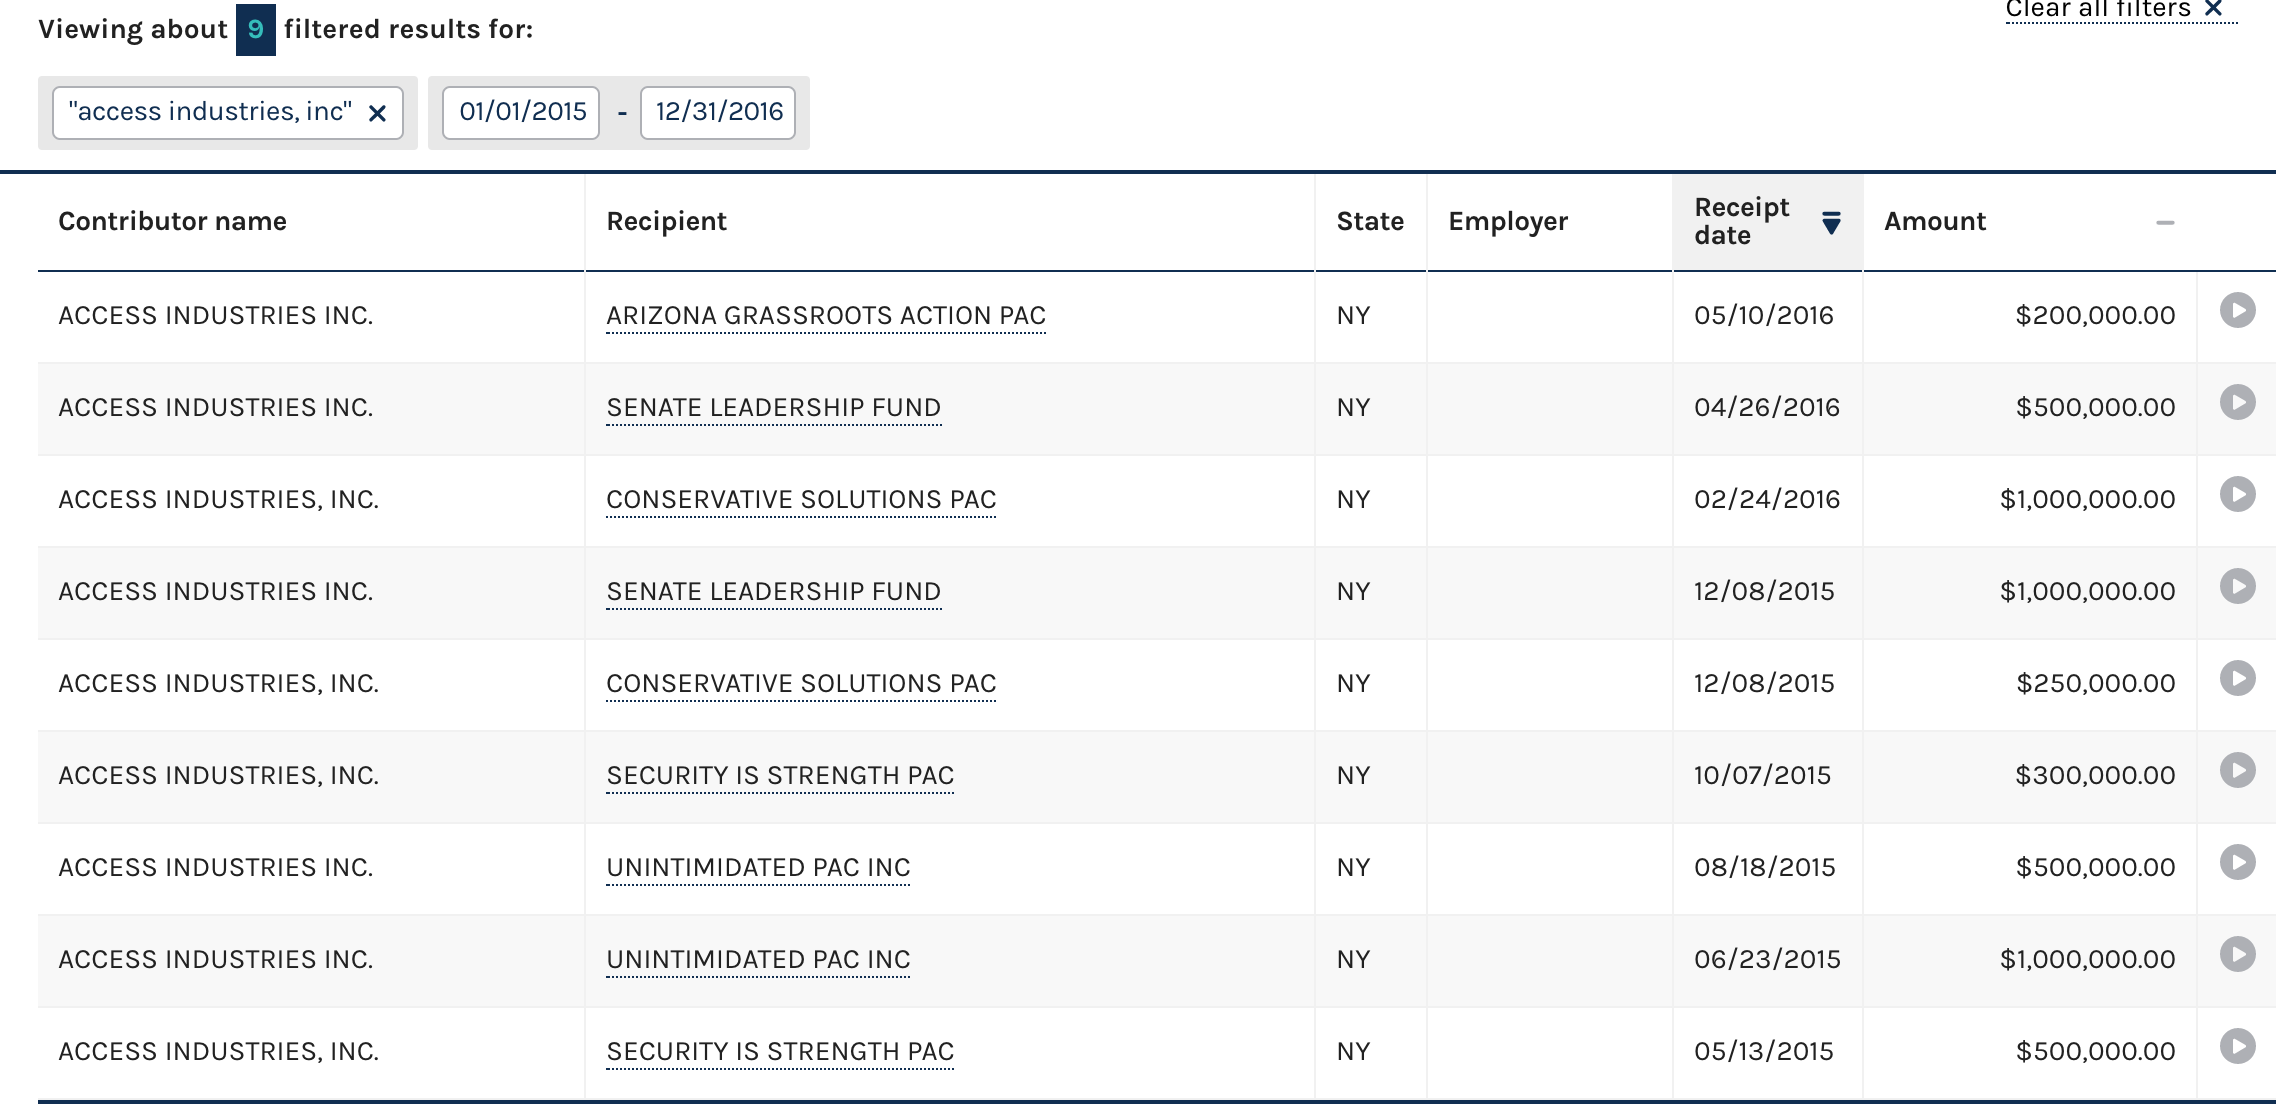 Clear all filters ×
Viewing about 9 filtered results for:
"access industries, inc" × 01/01/2015 - 12/31/2016
Contributor name Recipient State Employer Receipt date Amount
ACCESS INDUSTRIES INC. ARIZONA GRASSROOTS ACTION PAC NY 05/10/2016 $200,000.00
ACCESS INDUSTRIES INC. SENATE LEADERSHIP FUND NY 04/26/2016 $500,000.00
ACCESS INDUSTRIES, INC. CONSERVATIVE SOLUTIONS PAC NY 02/24/2016 $1,000,000.00
ACCESS INDUSTRIES INC. SENATE LEADERSHIP FUND NY 12/08/2015 $1,000,000.00
ACCESS INDUSTRIES, INC. CONSERVATIVE SOLUTIONS PAC NY 12/08/2015 $250,000.00
ACCESS INDUSTRIES, INC. SECURITY IS STRENGTH PAC NY 10/07/2015 $300,000.00
ACCESS INDUSTRIES INC. UNINTIMIDATED PAC INC NY 08/18/2015 $500,000.00
ACCESS INDUSTRIES INC. UNINTIMIDATED PAC INC NY 06/23/2015 $1,000,000.00
ACCESS INDUSTRIES, INC. SECURITY IS STRENGTH PAC NY 05/13/2015 $500,000.00